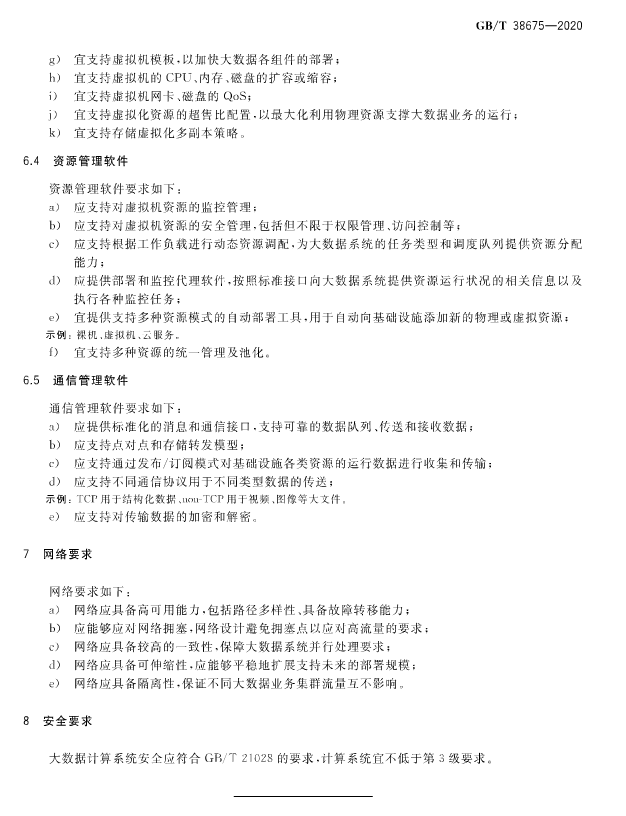 GB/T 38675—2020
g) 宜支持虚拟机模板,以加快大数据各组件的部署;
h) 宜支持虚拟机的 CPU、内存、磁盘的扩容或缩容;
i) 宜支持虚拟机网卡、磁盘的 QoS;
j) 宜支持虚拟化资源的超售比配置,以最大化利用物理资源支撑大数据业务的运行;
k) 宜支持存储虚拟化多副本策略。
6.4 资源管理软件
资源管理软件要求如下:
a) 应支持对虚拟机资源的监控管理;
b) 应支持对虚拟机资源的安全管理,包括但不限于权限管理、访问控制等;
c) 应支持根据工作负载进行动态资源调配,为大数据系统的任务类型和调度队列提供资源分配
能力;
d) 应提供部署和监控代理软件,按照标准接口向大数据系统提供资源运行状况的相关信息以及
执行各种监控任务;
e) 宜提供支持多种资源模式的自动部署工具,用于自动向基础设施添加新的物理或虚拟资源;
示例:裸机、虚拟机、云服务。
f) 宜支持多种资源的统一管理及池化。
6.5 通信管理软件
通信管理软件要求如下:
a) 应提供标准化的消息和通信接口,支持可靠的数据队列、传送和接收数据;
b) 应支持点对点和存储转发模型;
c) 应支持通过发布/订阅模式对基础设施各类资源的运行数据进行收集和传输;
d) 应支持不同通信协议用于不同类型数据的传送;
示例:TCP 用于结构化数据、non-TCP 用于视频、图像等大文件。
e) 应支持对传输数据的加密和解密。
7 网络要求
网络要求如下:
a) 网络应具备高可用能力,包括路径多样性、具备故障转移能力;
b) 应能够应对网络拥塞,网络设计避免拥塞点以应对高流量的要求;
c) 网络应具备较高的一致性,保障大数据系统并行处理要求;
d) 网络应具备可伸缩性,应能够平稳地扩展支持未来的部署规模;
e) 网络应具备隔离性,保证不同大数据业务集群流量互不影响。
8 安全要求
大数据计算系统安全应符合 GB/T 21028 的要求,计算系统宜不低于第 3 级要求。